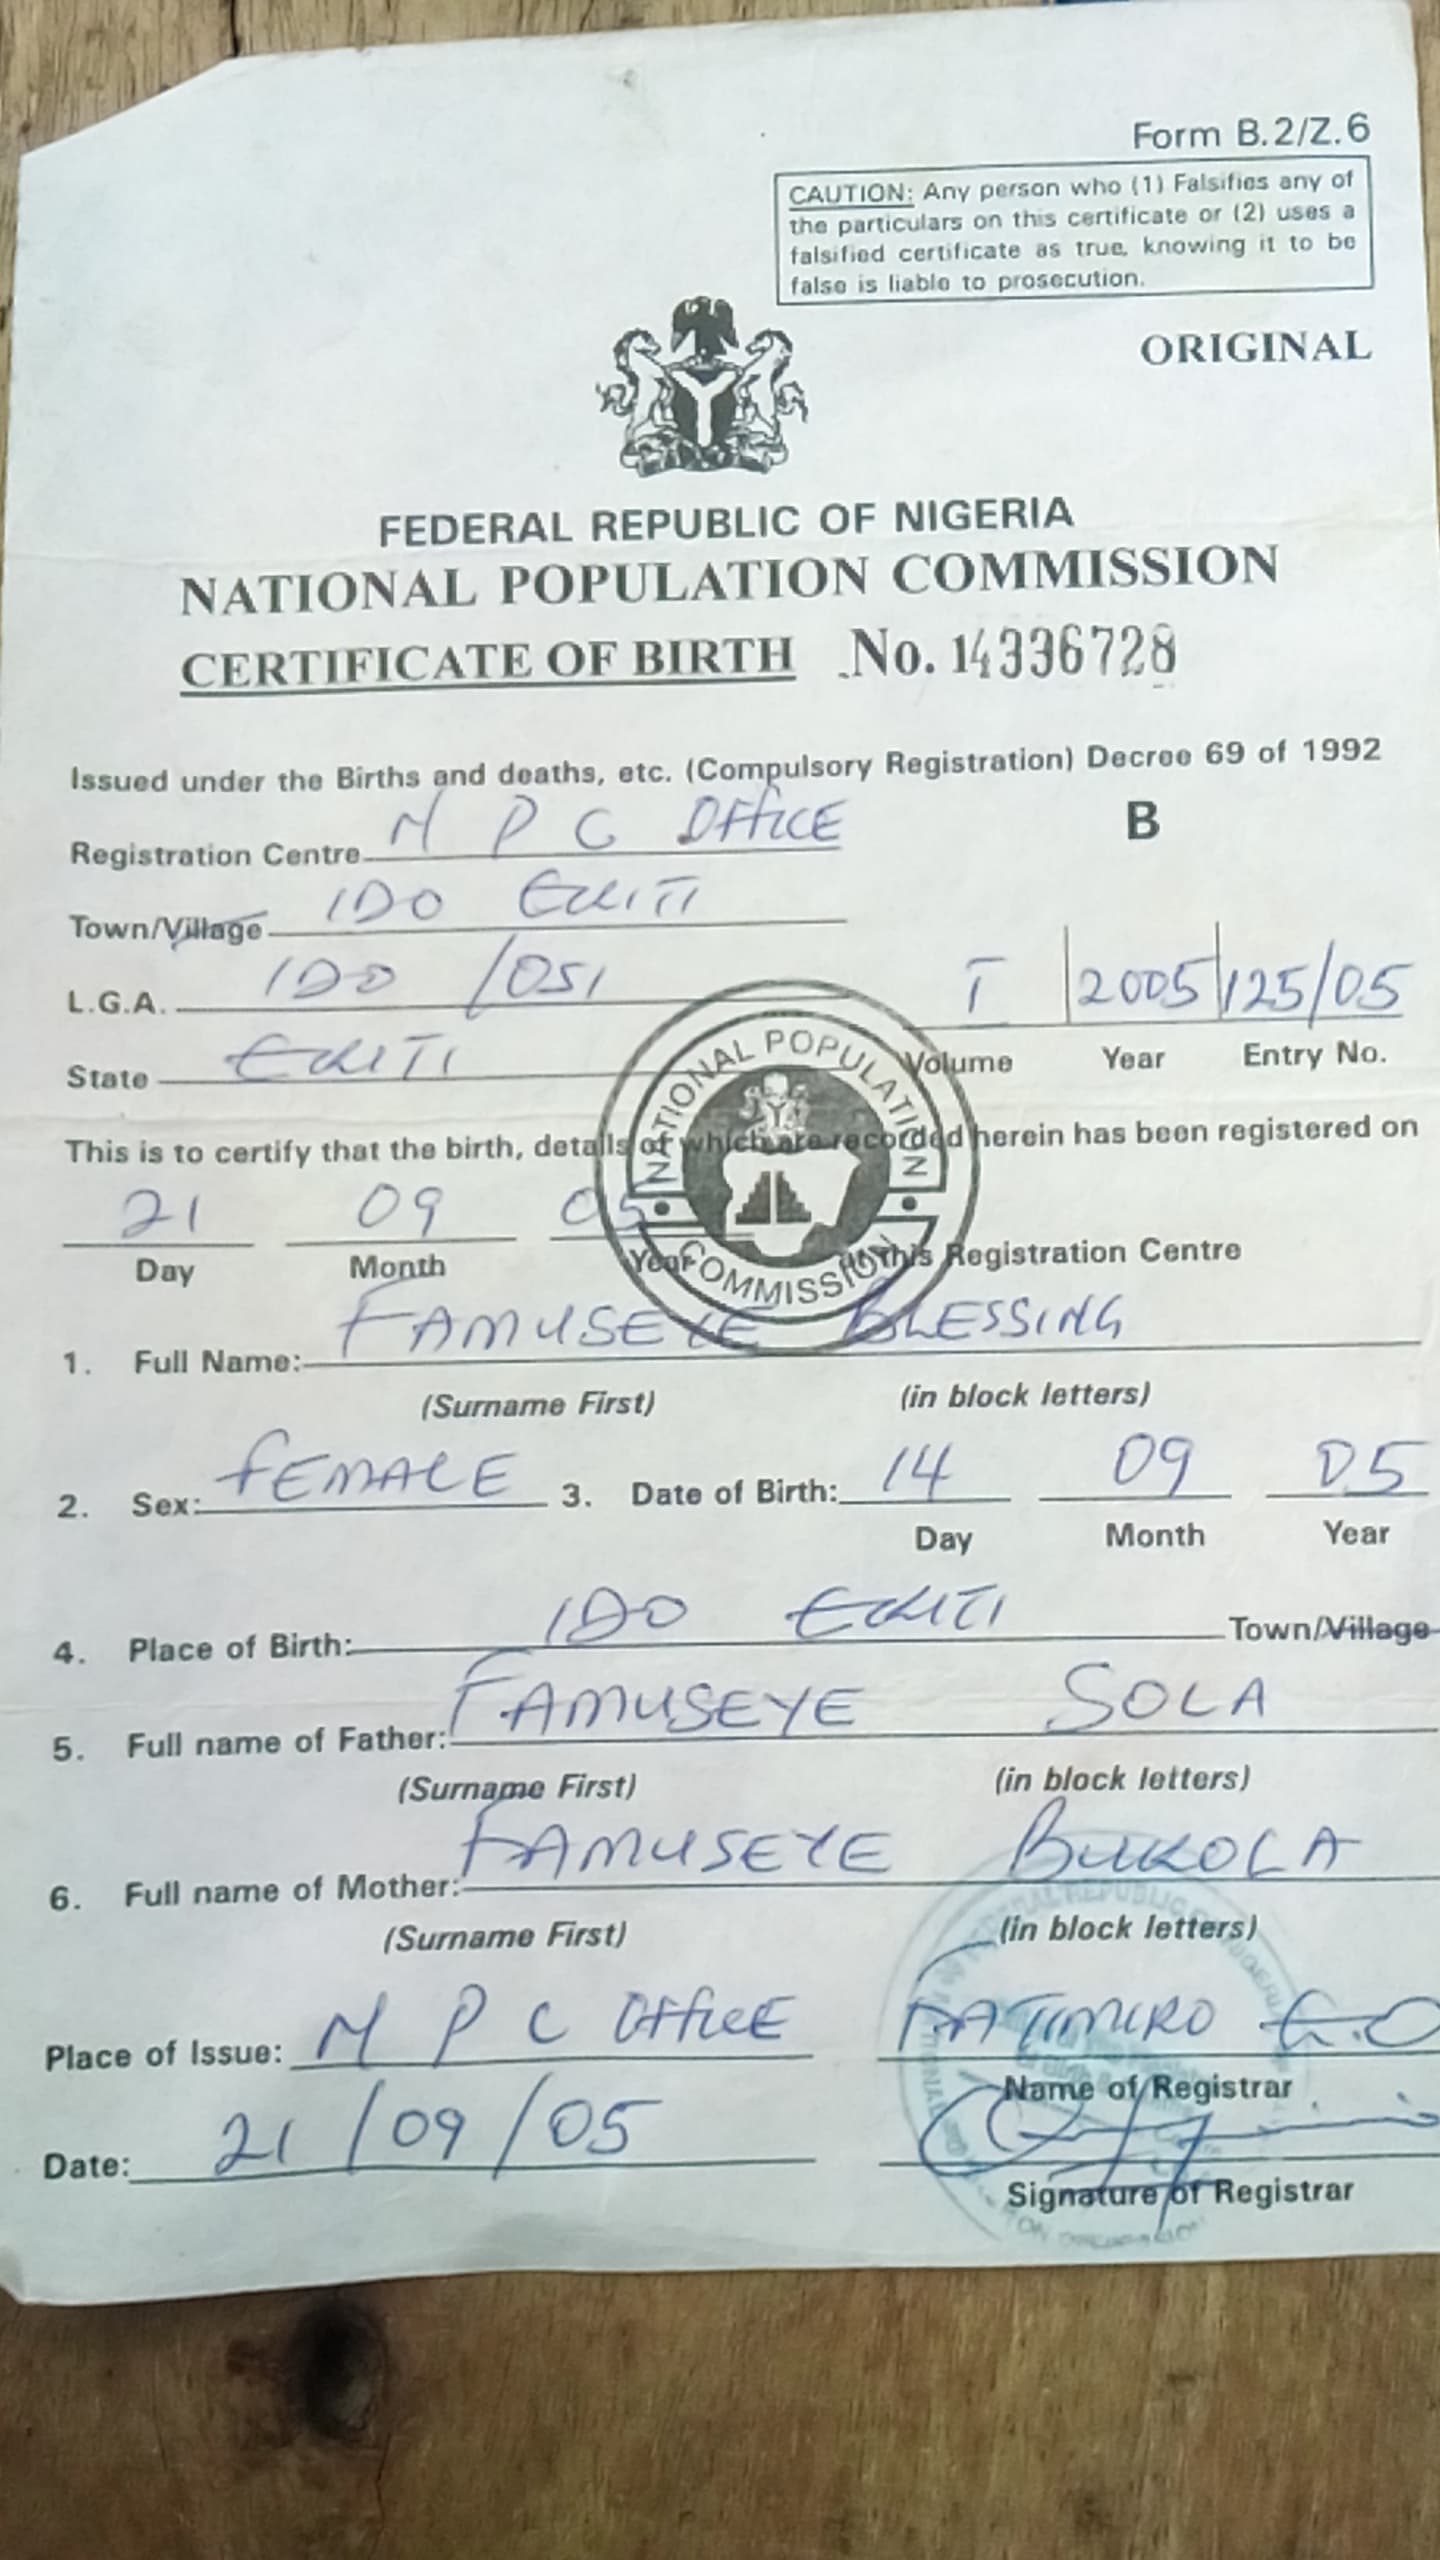 Form B.2/Z.6
CAUTION: Any person who (1) Falsifies any of
the particulars on this certificate or (2) uses a
falsified certificate as true, knowing it to be
false is liable to prosecution.
ORIGINAL
FEDERAL REPUBLIC OF NIGERIA
NATIONAL POPULATION COMMISSION
CERTIFICATE OF BIRTH No. 14336728
Issued under the Births and deaths, etc. (Compulsory Registration) Decree 69 of 1992
Registration Centre N P C OFFICE
B
Town/Village IDO EKITI
L.G.A. IDO /OSI
I 2005 125/05
State EKITI
Volume Year Entry No.
NATIONAL POPULATION COMMISSION
This is to certify that the birth, details of which are recorded herein has been registered on
21 09 05
Day Month Year at this Registration Centre
1. Full Name: FAMUSEYE BLESSING
(Surname First) (in block letters)
2. Sex: FEMALE 3. Date of Birth: 14 09 05
Day Month Year
4. Place of Birth: IDO EKITI Town/Village
5. Full name of Father: FAMUSEYE SOLA
(Surname First) (in block letters)
6. Full name of Mother: FAMUSEYE BUKOLA
(Surname First) (in block letters)
Place of Issue: N P C OFFICE
Name of Registrar
Date: 21/09/05
Signature of Registrar